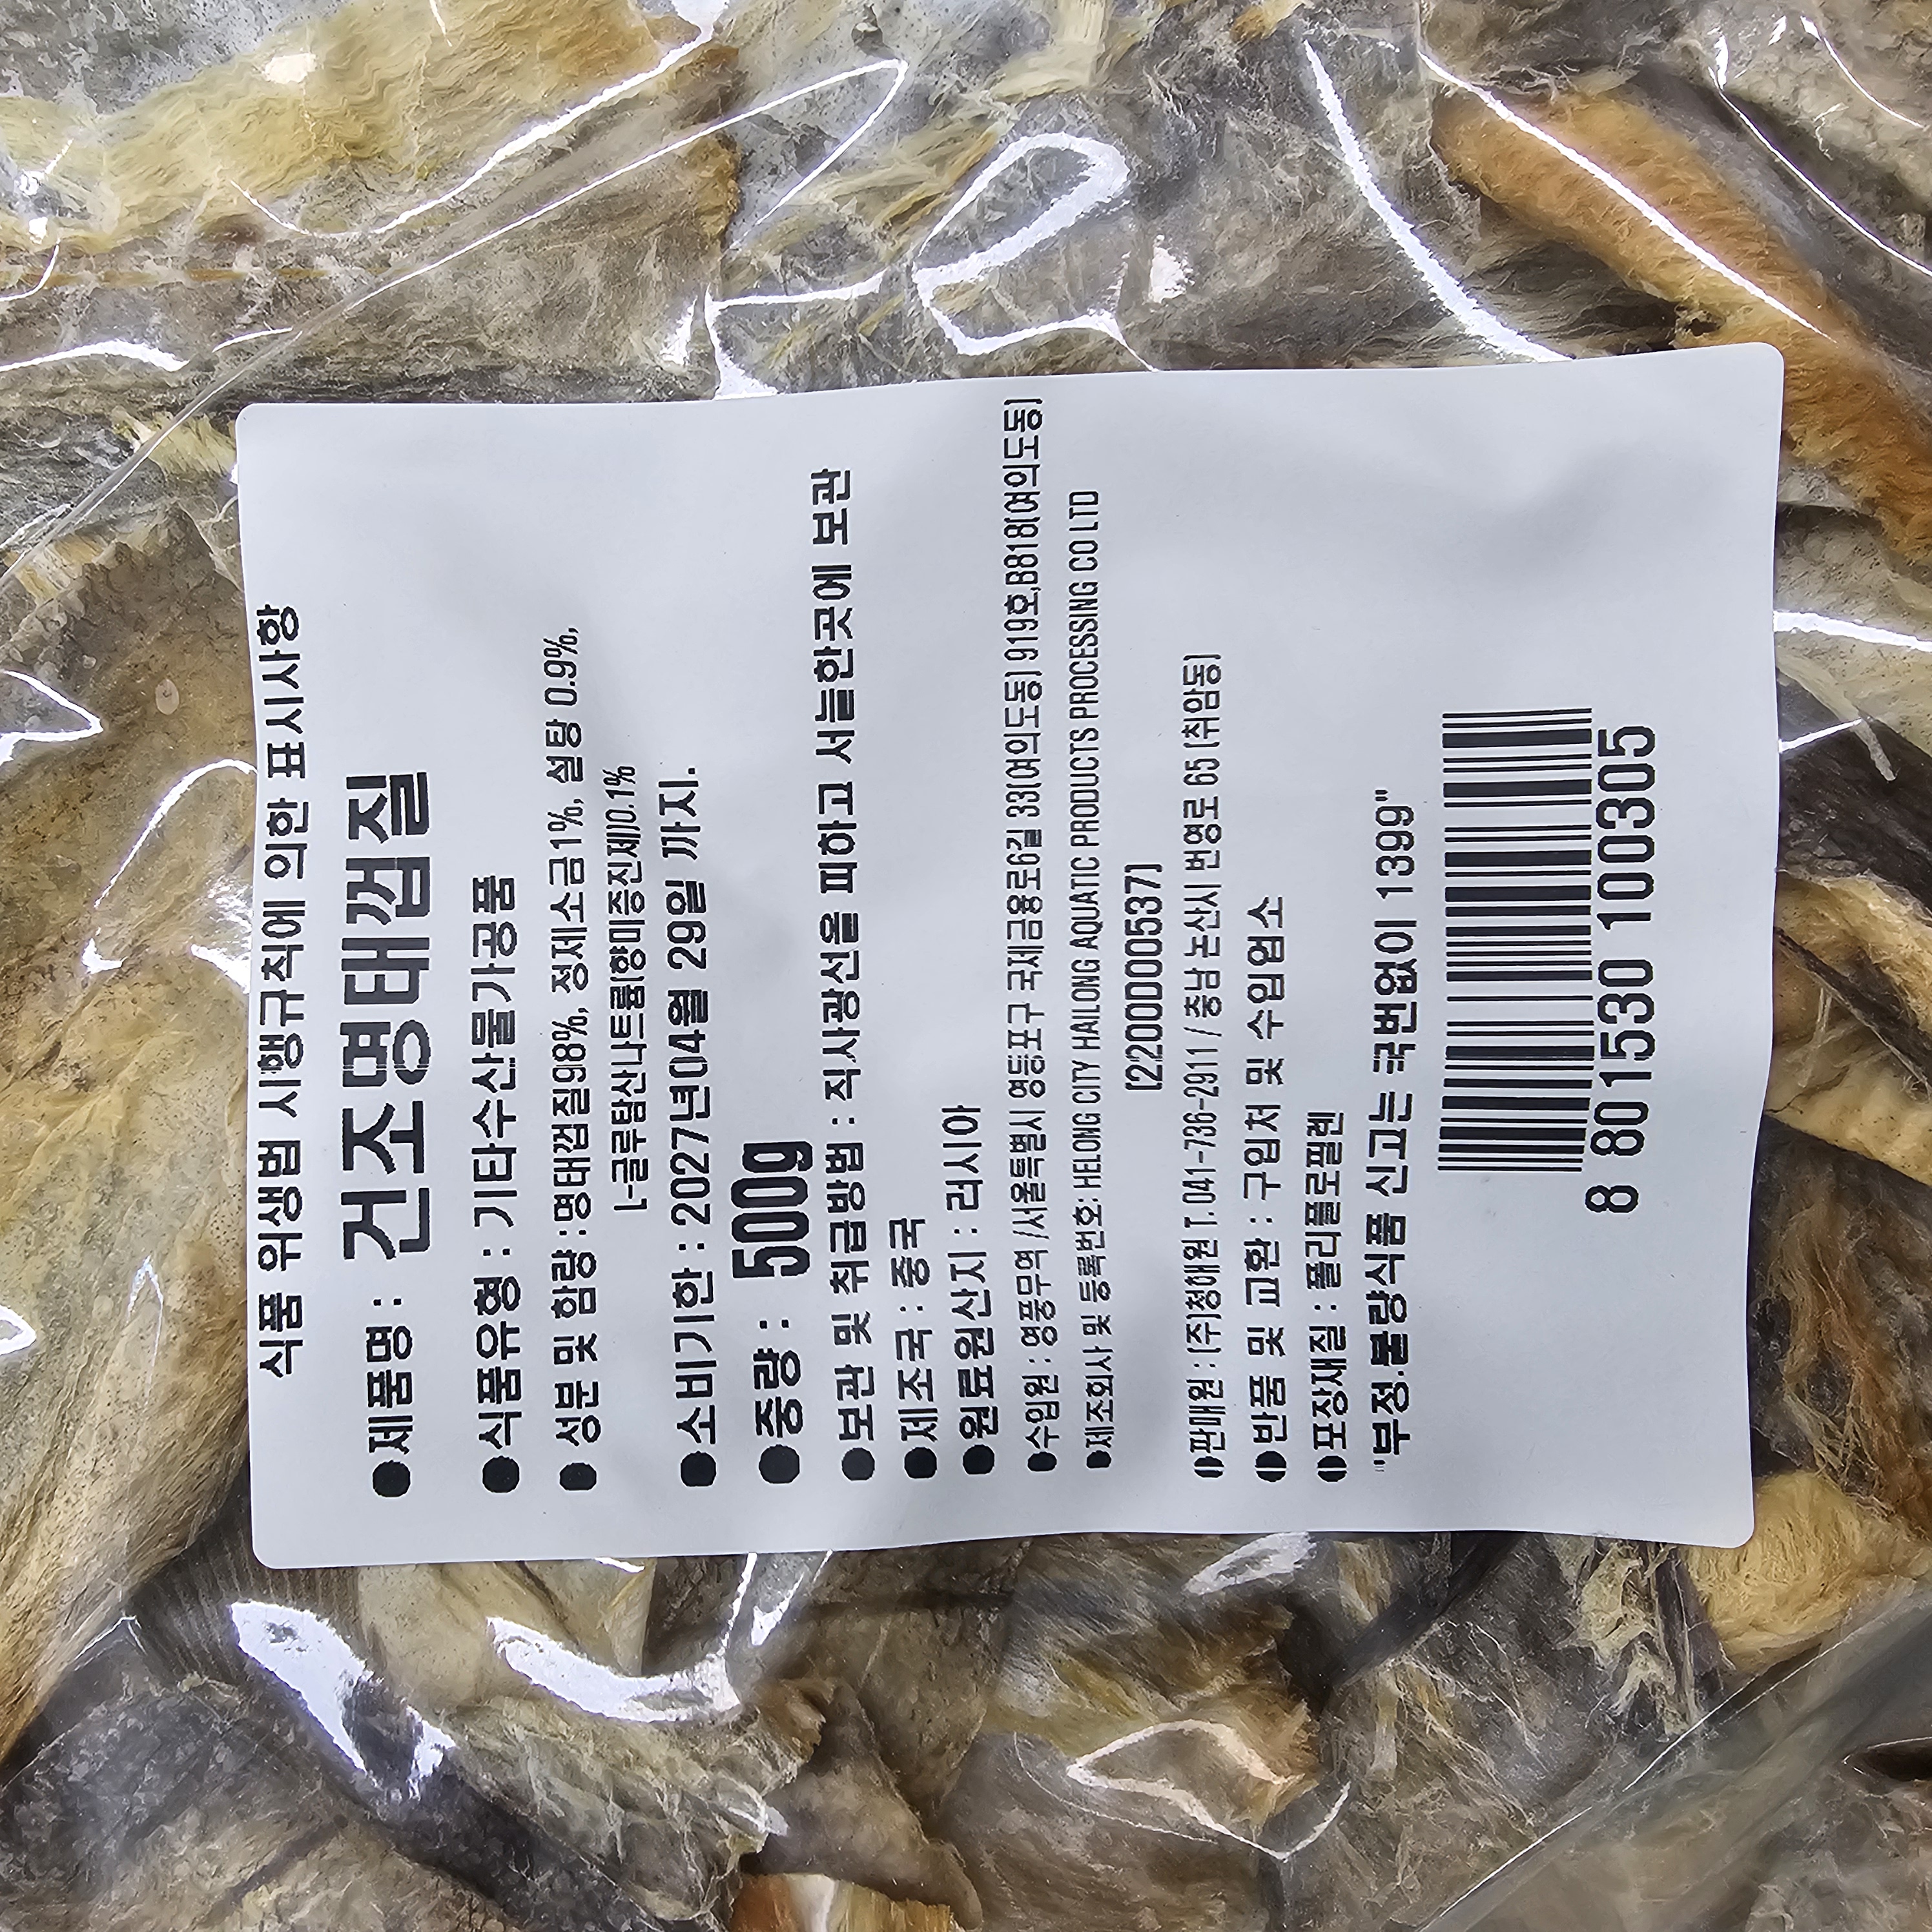 식품 위생법 시행규칙에 의한 표시사항
●제품명 : 건조명태껍질
●식품유형 : 기타수산물가공품
● 성분 및 함량 :명태껍질98%, 정제소금1%, 설탕 0.9%,
L-글루탐산나트륨(향미증진제)0.1%
●소비기한 : 2027년04월 29일 까지.
●중량 : 500g
●보관 및 취급방법 : 직사광선을 피하고 서늘한곳에 보관
●제조국 : 중국
●원료원산지 : 러시아
●수입원 : 영풍무역 /서울특별시 영등포구 국제금융로6길 33(여의도동) 919호,B818(여의도동)
●제조회사 및 등록번호: HELONG CITY HAILONG AQUATIC PRODUCTS PROCESSING CO LTD
(2200D00537)
●판매원 : (주)청해원 T.041-736-2911 / 충남 논산시 번영로 65 (취암동)
●반품 및 교환 : 구입처 및 수입업소
●포장재질 : 폴리플로필렌
"부정.불량식품 신고는 국번없이 1399"
8 801530 100305